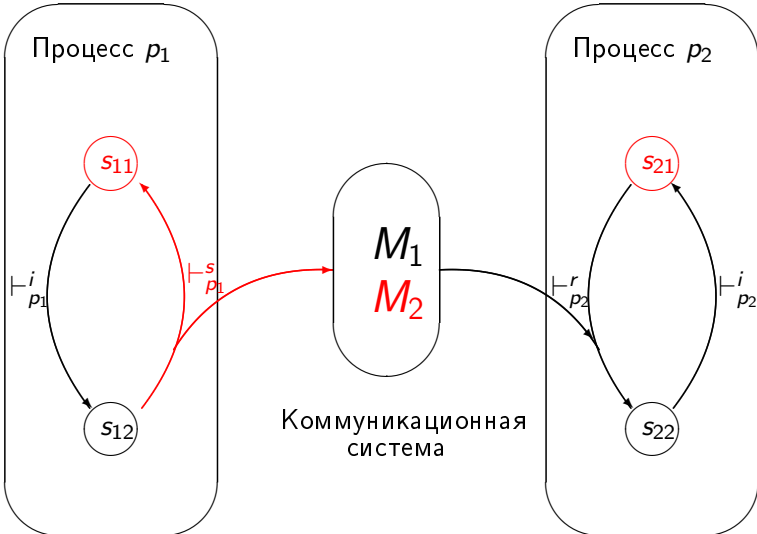 Процесс p₁
Процесс p₂
s₁₁
s₂₁
M₁
M₂
⊢ⁱp₁
⊢ˢp₁
⊢ʳp₂
⊢ⁱp₂
Коммуникационная
система
s₁₂
s₂₂